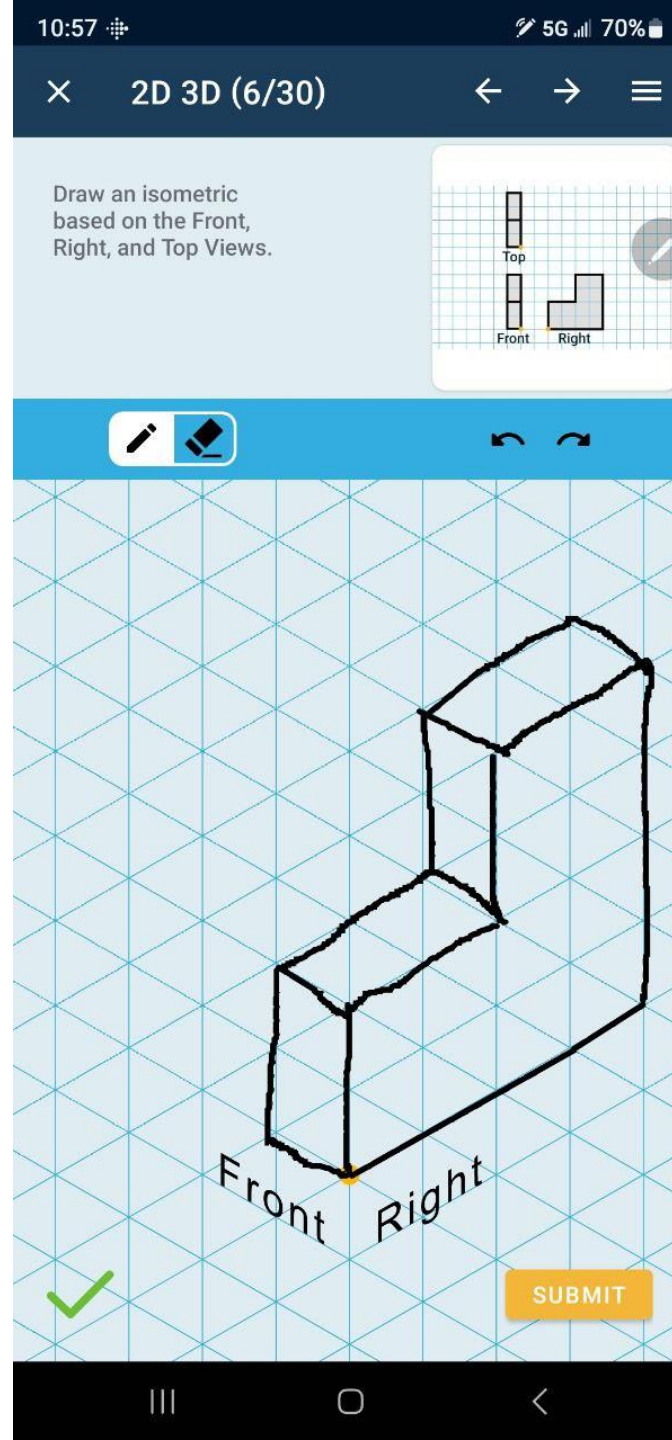 10:57 5G 70%
2D 3D (6/30)
Draw an isometric
based on the Front,
Right, and Top Views.
Top
Front Right
Front Right
SUBMIT